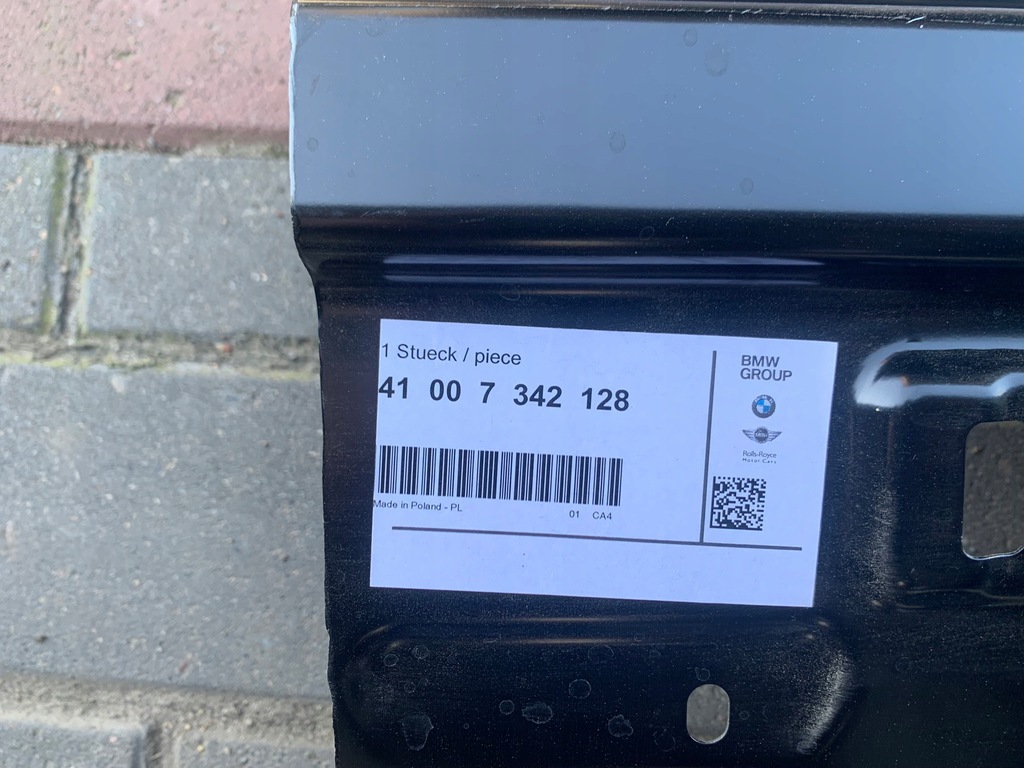 1 Stueck / piece
41 00 7 342 128
Made in Poland - PL
01 CA4
BMW
GROUP
Rolls-Royce
Motor Cars